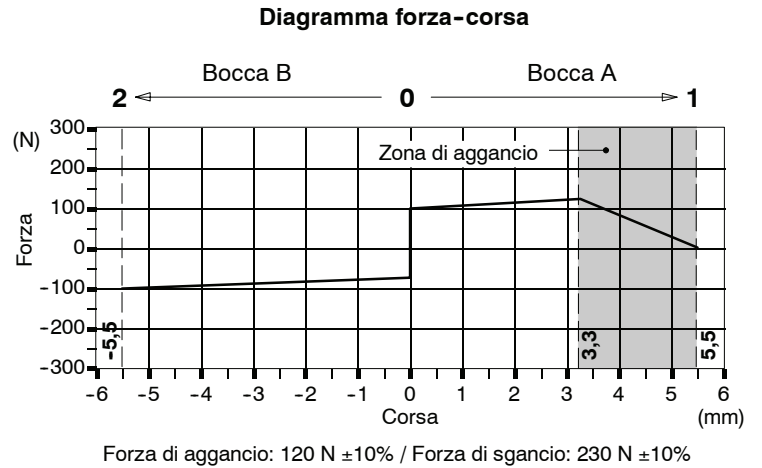 Diagramma forza-corsa
Bocca B
Bocca A
2
0
1
(N)
300
200
100
0
-100
-200
-300
Forza
Zona di aggancio
-5,5
3,3
5,5
-6 -5 -4 -3 -2 -1 0 1 2 3 4 5 6
Corsa
(mm)
Forza di aggancio: 120 N ±10% / Forza di sgancio: 230 N ±10%